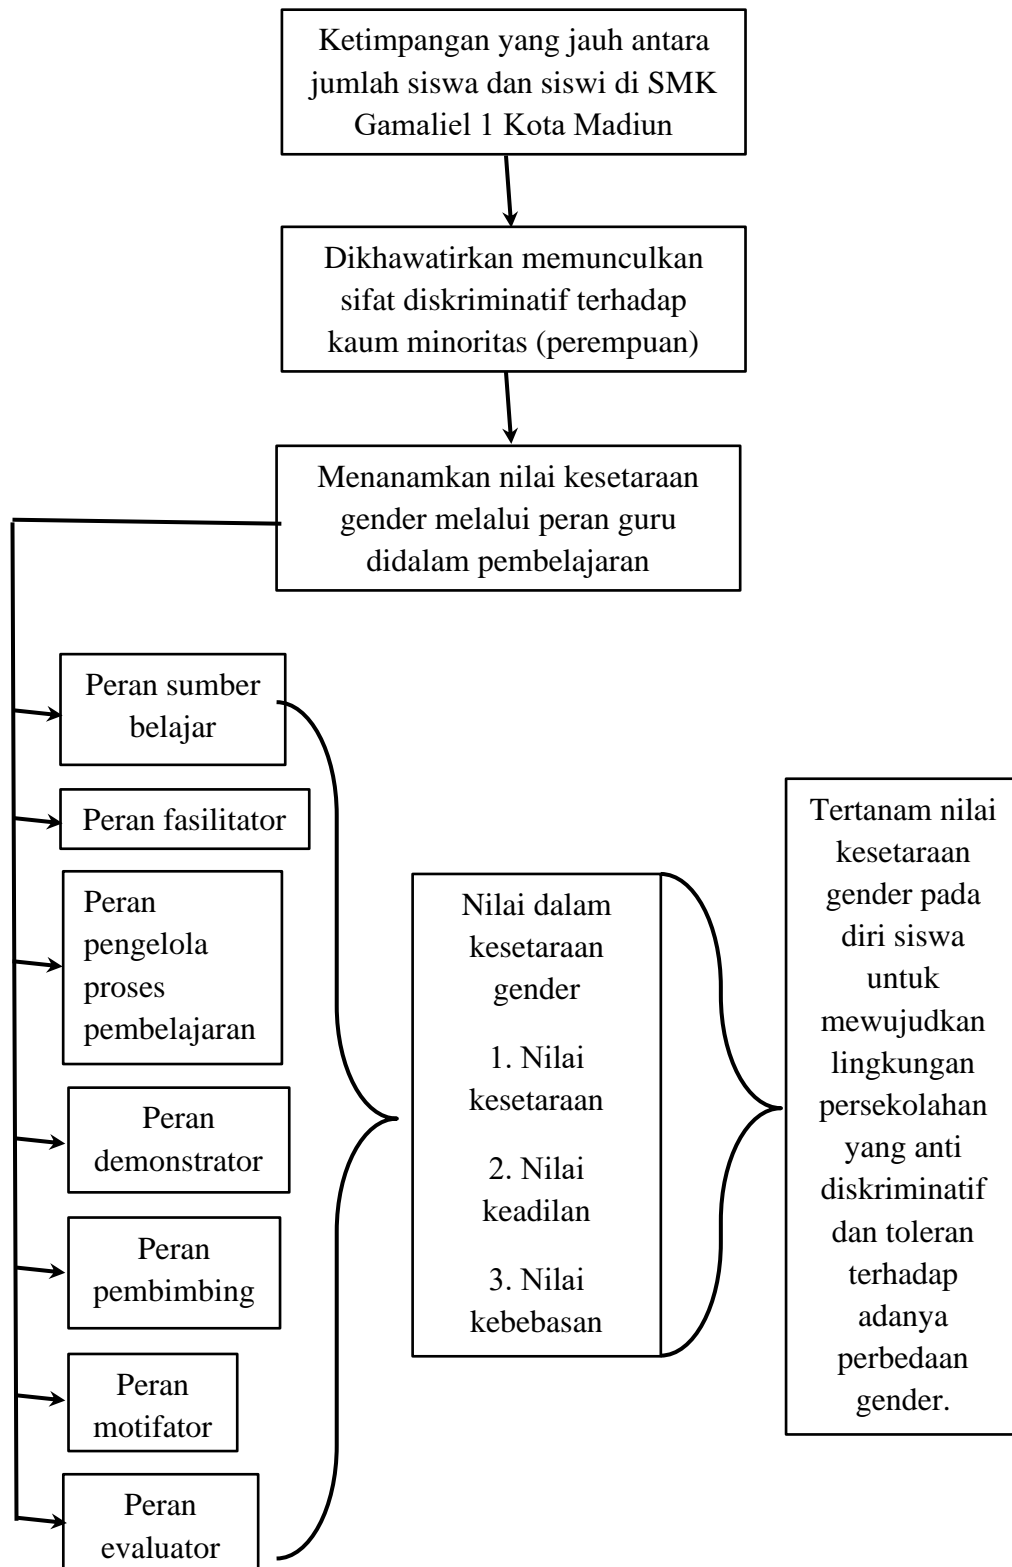 Ketimpangan yang jauh antara
jumlah siswa dan siswi di SMK
Gamaliel 1 Kota Madiun
Dikhawatirkan memunculkan
sifat diskriminatif terhadap
kaum minoritas (perempuan)
Menanamkan nilai kesetaraan
gender melalui peran guru
didalam pembelajaran
Peran sumber
belajar
Peran fasilitator
Peran
pengelola
proses
pembelajaran
Peran
demonstrator
Peran
pembimbing
Peran
motifator
Peran
evaluator
Nilai dalam
kesetaraan
gender
1. Nilai
kesetaraan
2. Nilai
keadilan
3. Nilai
kebebasan
Tertanam nilai
kesetaraan
gender pada
diri siswa
untuk
mewujudkan
lingkungan
persekolahan
yang anti
diskriminatif
dan toleran
terhadap
adanya
perbedaan
gender.